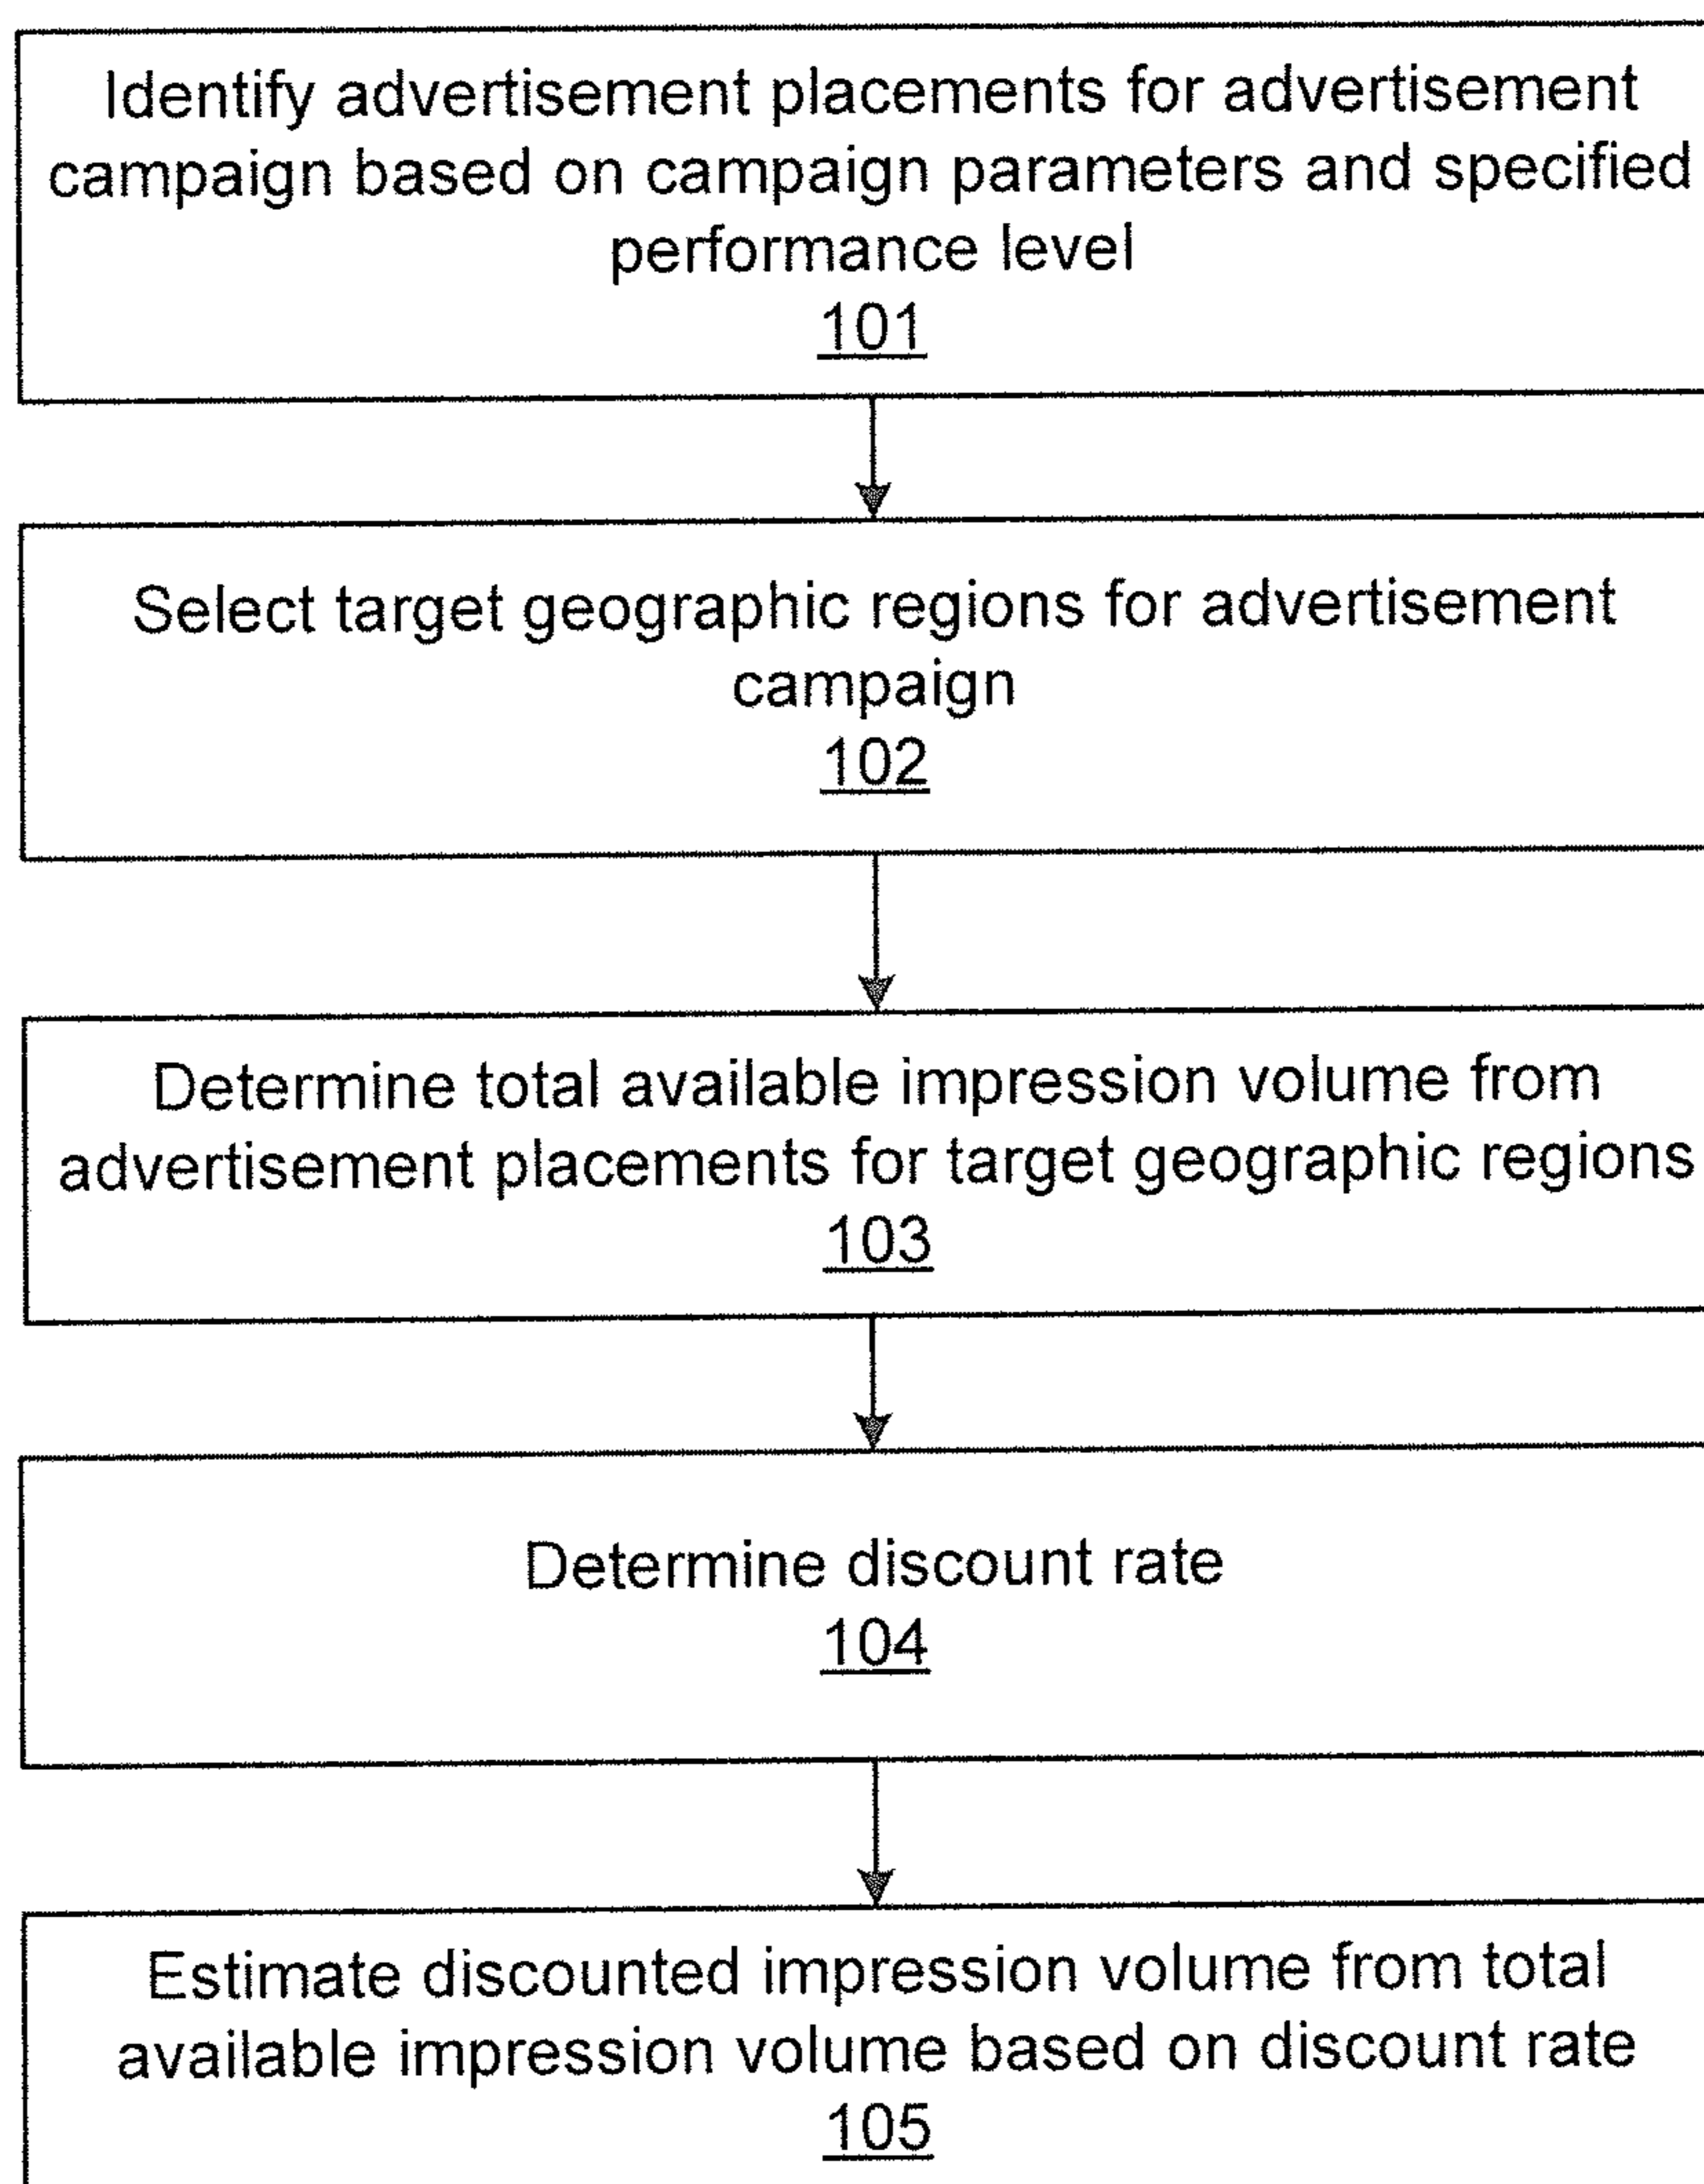 Identify advertisement placements for advertisement
campaign based on campaign parameters and specified
performance level
101
Select target geographic regions for advertisement
campaign
102
Determine total available impression volume from
advertisement placements for target geographic regions
103
Determine discount rate
104
Estimate discounted impression volume from total
available impression volume based on discount rate
105